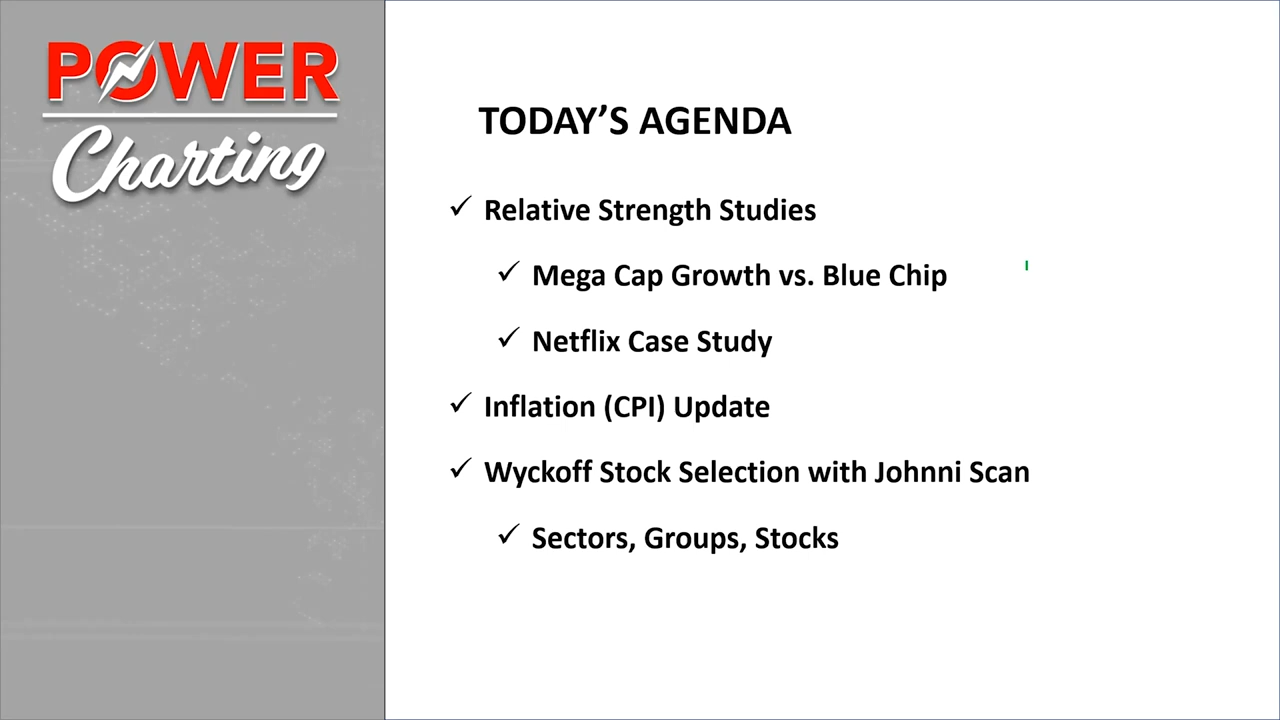 POWER
Charting
TODAY’S AGENDA
✓ Relative Strength Studies
✓ Mega Cap Growth vs. Blue Chip
✓ Netflix Case Study
✓ Inflation (CPI) Update
✓ Wyckoff Stock Selection with Johnni Scan
✓ Sectors, Groups, Stocks